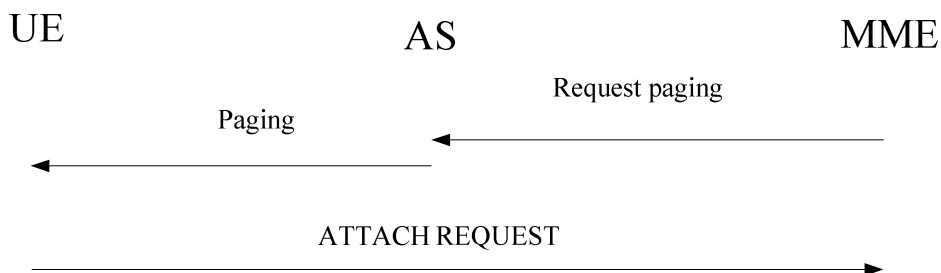 UE
AS
MME
Request paging
Paging
ATTACH REQUEST